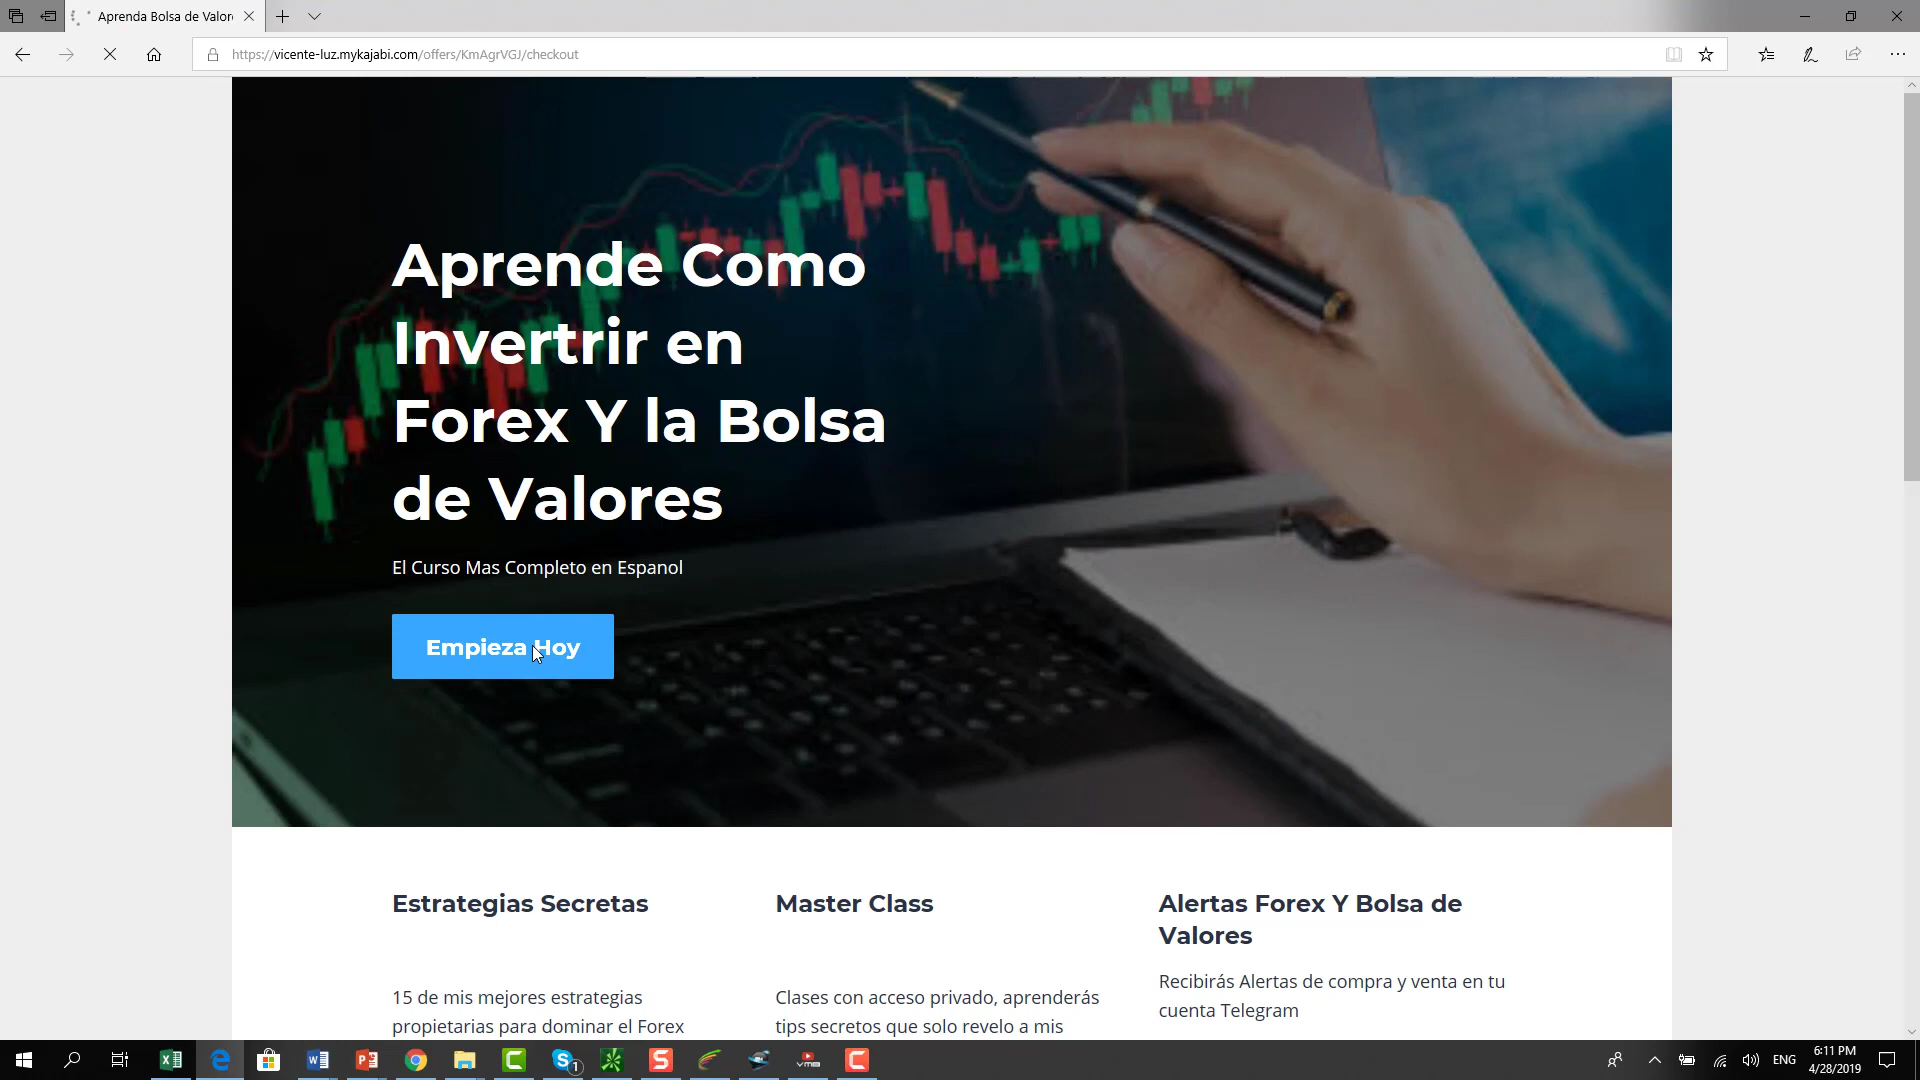 Aprenda Bolsa de Valor
https://vicente-luz.mykajabi.com/offers/KmAgrVGJ/checkout
Aprende Como
Invertrir en
Forex Y la Bolsa
de Valores
El Curso Mas Completo en Espanol
Empieza Hoy
Estrategias Secretas
15 de mis mejores estrategias
propietarias para dominar el Forex
Master Class
Clases con acceso privado, aprenderás
tips secretos que solo revelo a mis
Alertas Forex Y Bolsa de
Valores
Recibirás Alertas de compra y venta en tu
cuenta Telegram
1
ENG
6:11 PM
4/28/2019